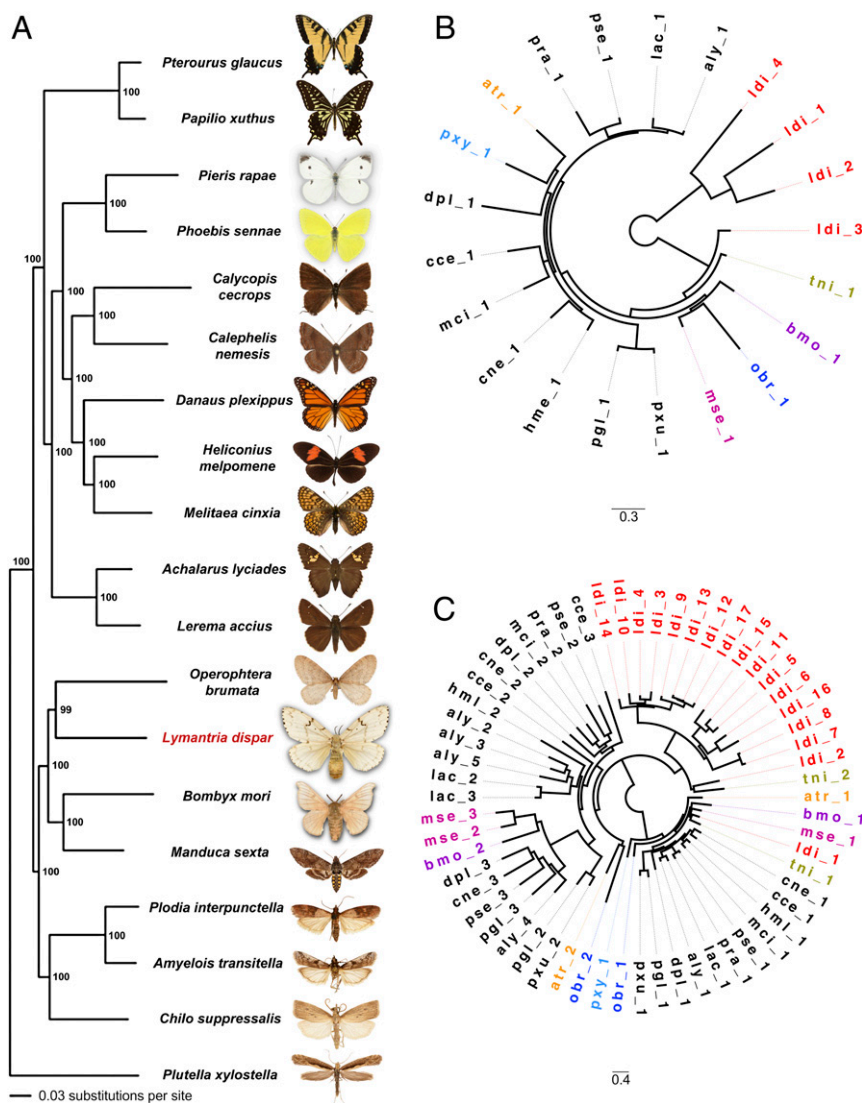 A
Pterourus glaucus
100
Papilio xuthus
Pieris rapae
100
Phoebis sennae
100
Calycopis
cecrops
100
Calephelis
nemesis
100
100
Danaus plexippus
100
Heliconius
melpomene
100
Melitaea cinxia
100
Achalarus lyciades
100
Lerema accius
Operophtera
brumata
99
Lymantria dispar
100
Bombyx mori
100
Manduca sexta
100
Plodia interpunctella
100
Amyelois transitella
100
Chilo suppressalis
Plutella xylostella
0.03 substitutions per site
B
pxy_1
atr_1
pra_1
pse_1
lac_1
aly_1
ldi_4
ldi_1
ldi_2
ldi_3
tni_1
bmo_1
obr_1
mse_1
pxu_1
pgl_1
hme_1
cne_1
mci_1
cce_1
dpl_1
0.3
C
mse_3
lac_3
lac_2
aly_5
aly_3
aly_2
hml_2
cce_2
cne_2
dpl_2
mci_2
pra_2
pse_2
cce_3
ldi_14
ldi_10
ldi_4
ldi_3
ldi_9
ldi_13
ldi_12
ldi_17
ldi_15
ldi_11
ldi_5
ldi_6
ldi_16
ldi_8
ldi_7
ldi_2
tni_2
atr_1
bmo_1
mse_1
ldi_1
tni_1
cne_1
cce_1
hml_1
mci_1
pse_1
pra_1
lac_1
aly_1
dpl_1
pgl_1
pxu_1
obr_1
pxy_1
obr_2
atr_2
pxu_2
pgl_2
aly_4
pgl_3
pse_3
cne_3
dpl_3
bmo_2
mse_2
0.4